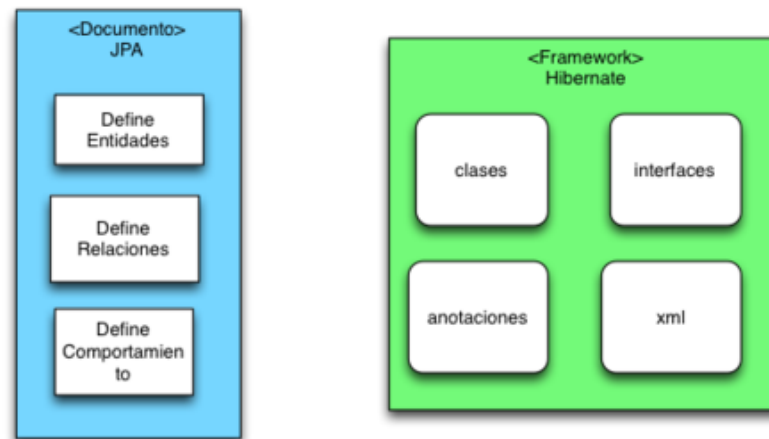 <Documento>
JPA
Define
Entidades
Define
Relaciones
Define
Comportamien
to
<Framework>
Hibernate
clases
interfaces
anotaciones
xml